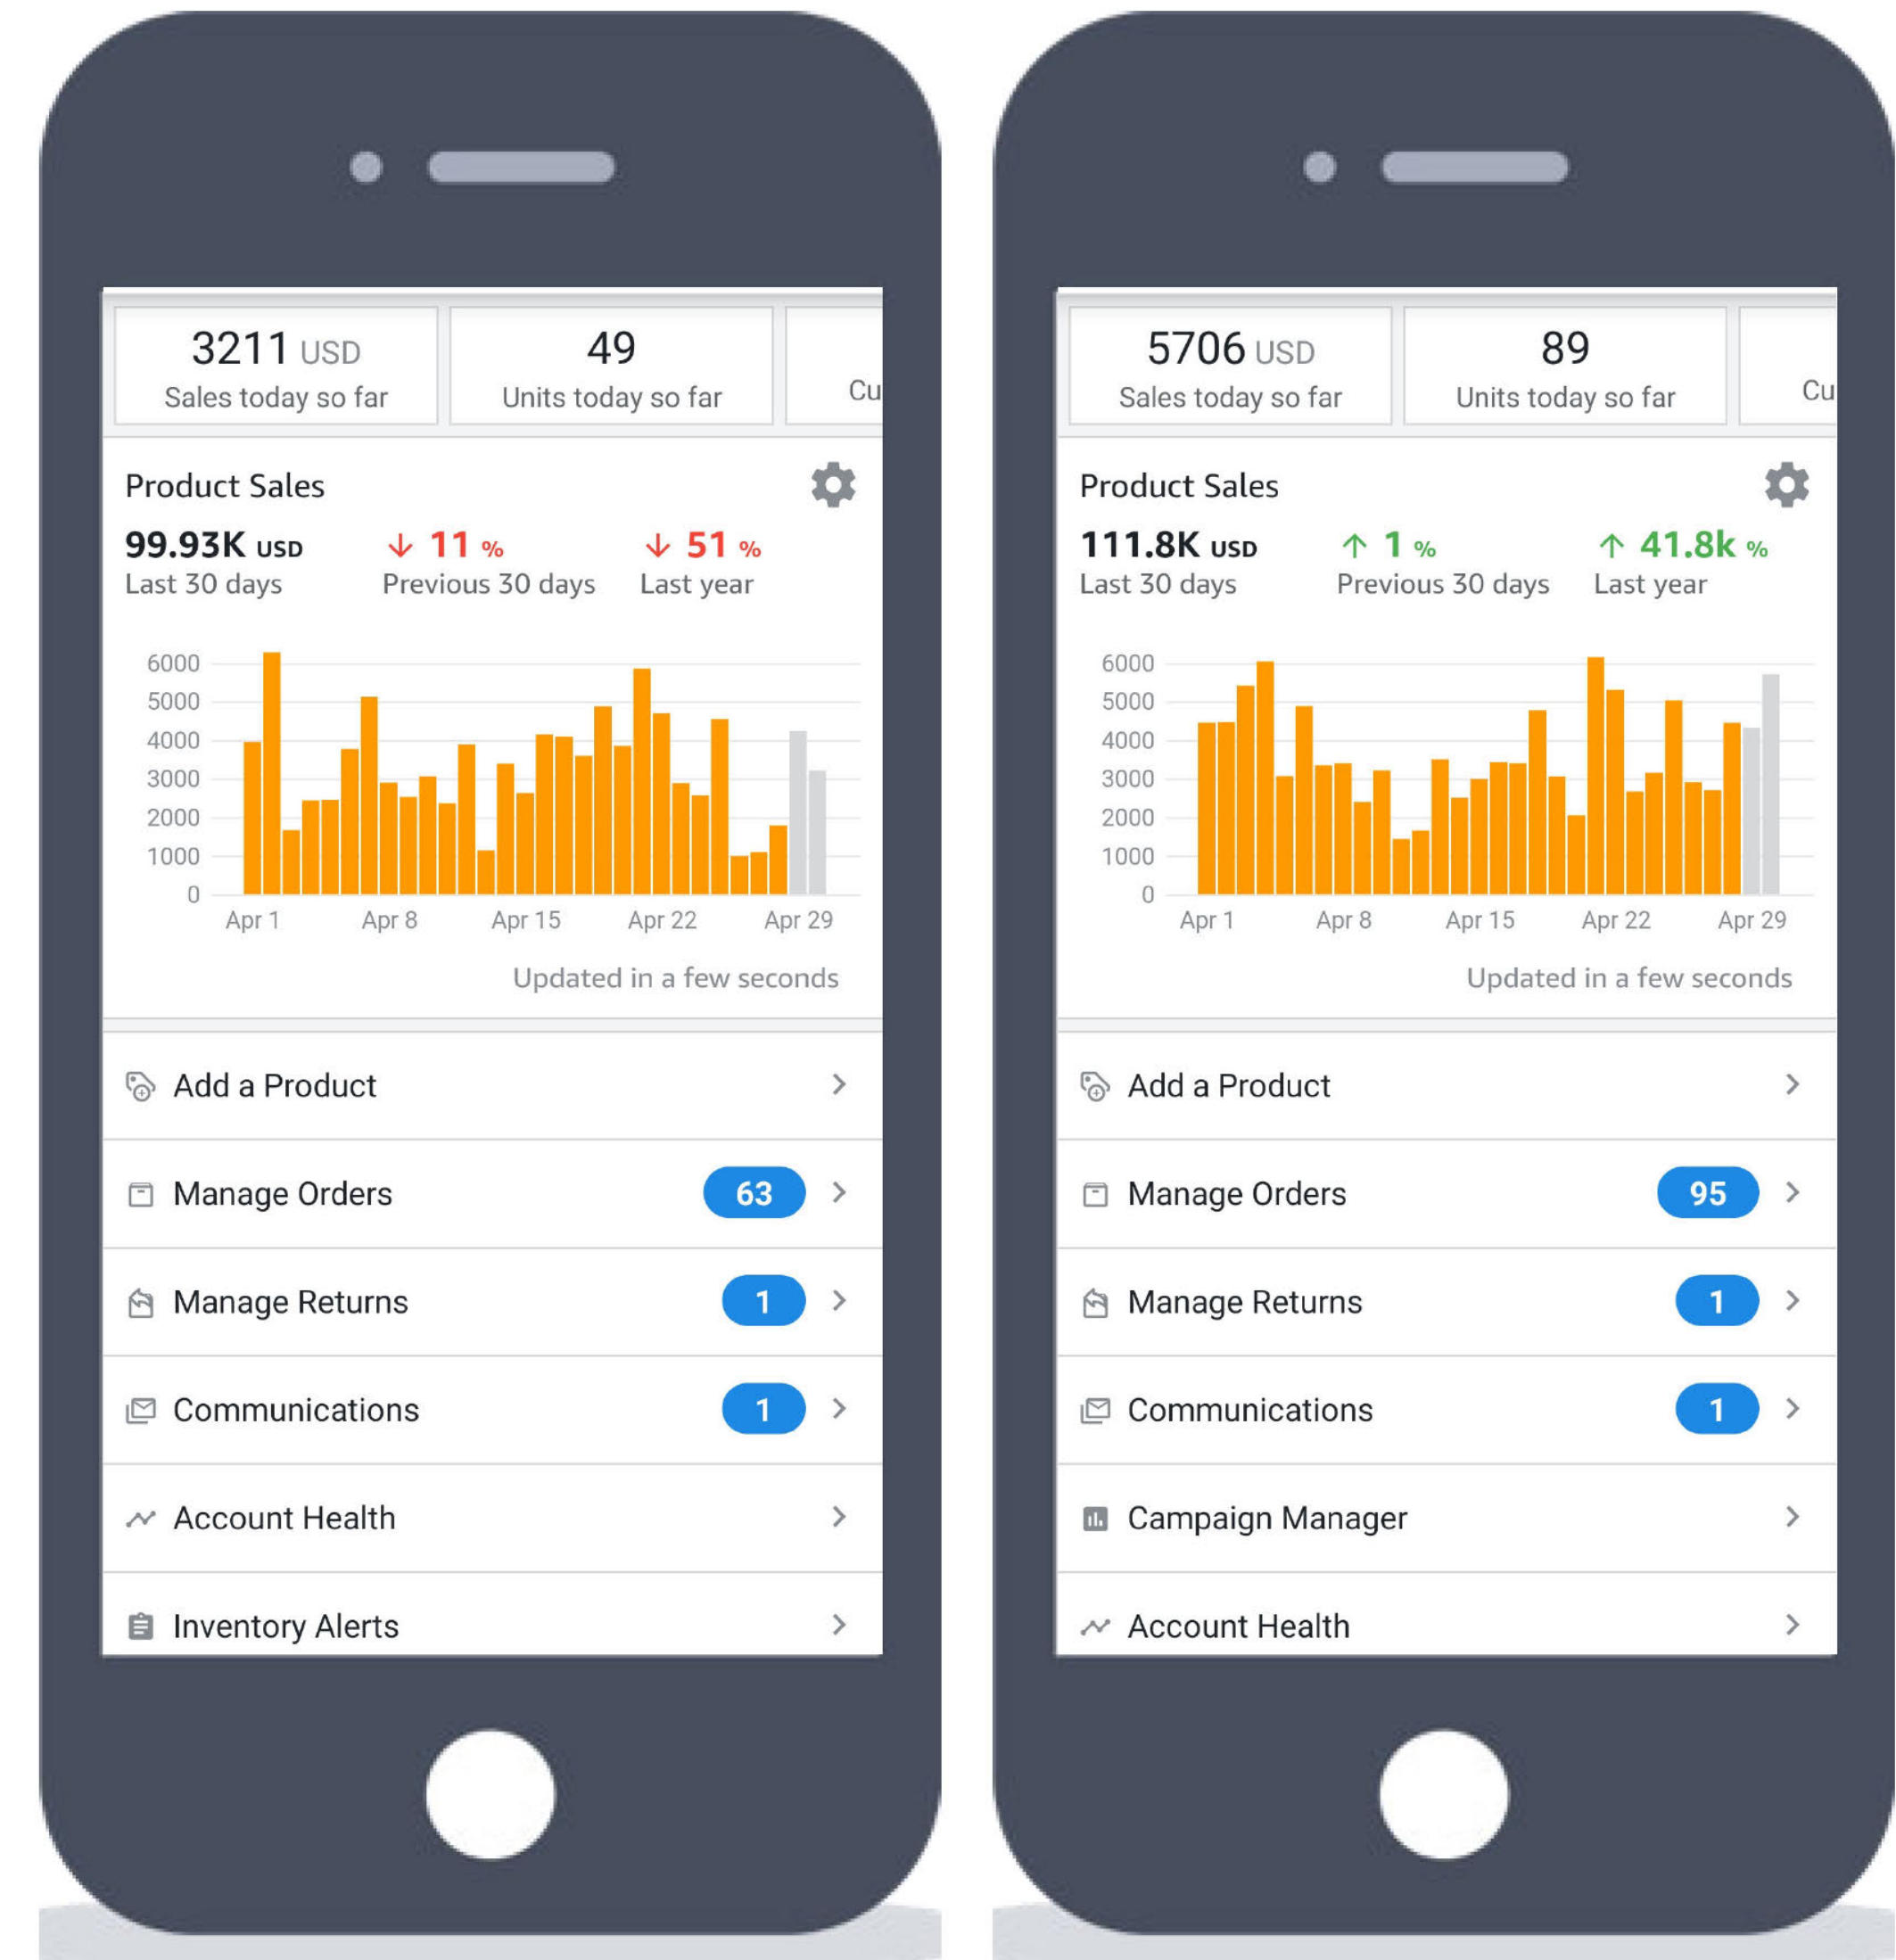 3211 USD
Sales today so far
49
Units today so far
Cu
Product Sales
99.93K USD
Last 30 days
↓ 11 %
Previous 30 days
↓ 51 %
Last year
6000
5000
4000
3000
2000
1000
0
Apr 1 Apr 8 Apr 15 Apr 22 Apr 29
Updated in a few seconds
Add a Product
Manage Orders 63
Manage Returns 1
Communications 1
Account Health
Inventory Alerts
5706 USD
Sales today so far
89
Units today so far
Cu
Product Sales
111.8K USD
Last 30 days
↑ 1 %
Previous 30 days
↑ 41.8k %
Last year
6000
5000
4000
3000
2000
1000
0
Apr 1 Apr 8 Apr 15 Apr 22 Apr 29
Updated in a few seconds
Add a Product
Manage Orders 95
Manage Returns 1
Communications 1
Campaign Manager
Account Health